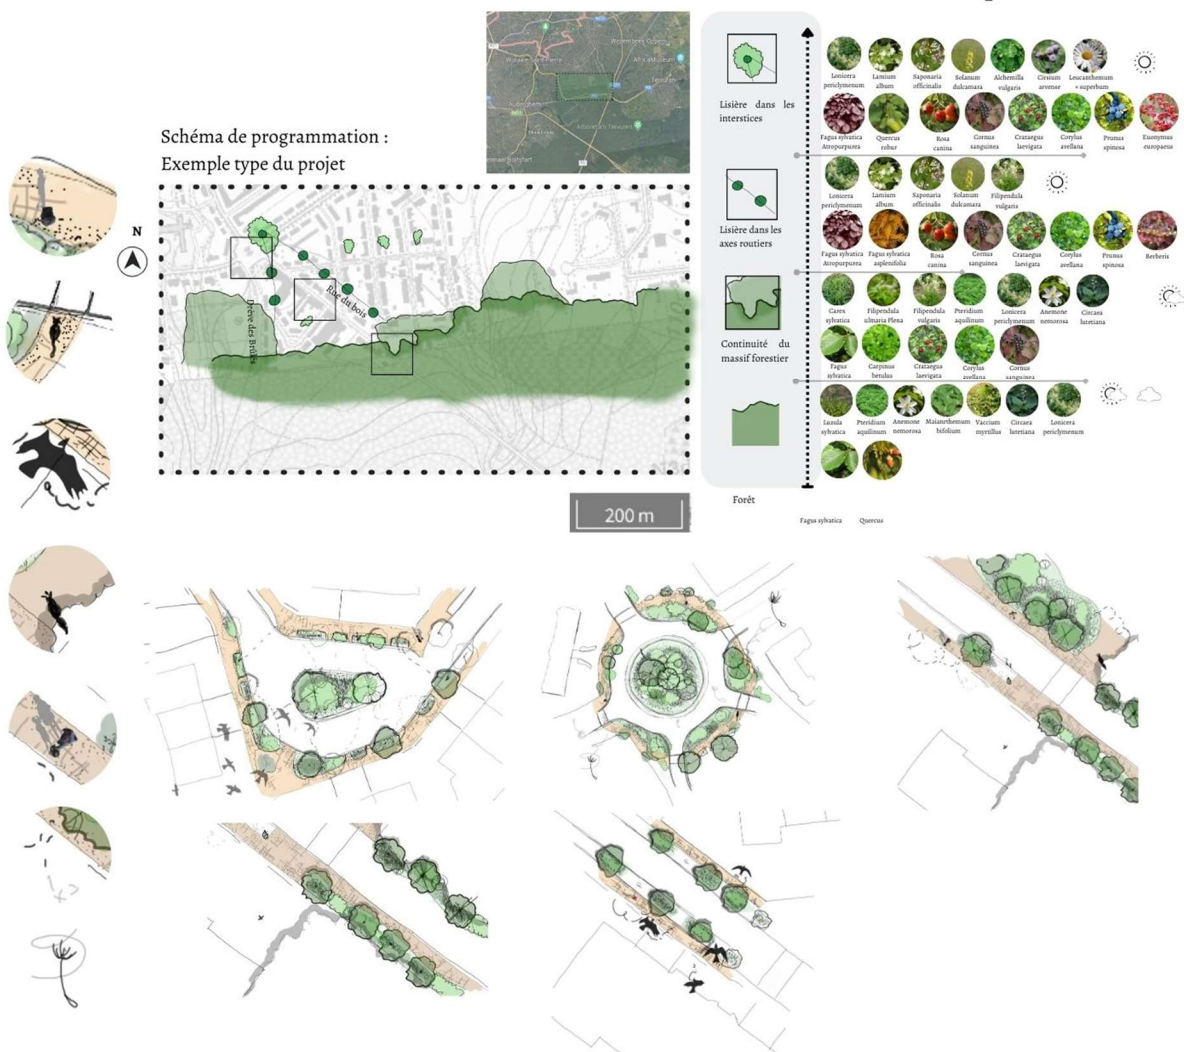 Schéma de programmation :
Exemple type du projet
N
Drève des Brûlés
Rue du bois
200 m
Lisière dans les
interstices
Lisière dans les
axes routiers
Continuité du
massif forestier
Forêt
Lonicera periclymenum
Lamium album
Saponaria officinalis
Solanum dulcamara
Alchemilla vulgaris
Cirsium arvense
Leucanthemum × superbum
Fagus sylvatica Atropurpurea
Quercus robur
Rosa canina
Cornus sanguinea
Crataegus laevigata
Corylus avellana
Prunus spinosa
Euonymus europaeus
Lonicera periclymenum
Lamium album
Saponaria officinalis
Solanum dulcamara
Filipendula vulgaris
Fagus sylvatica Atropurpurea
Fagus sylvatica asplenifolia
Rosa canina
Cornus sanguinea
Crataegus laevigata
Corylus avellana
Prunus spinosa
Berberis
Carex sylvatica
Filipendula ulmaria Plena
Filipendula vulgaris
Pteridium aquilinum
Lonicera periclymenum
Anemone nemorosa
Circaea lutetiana
Fagus sylvatica
Carpinus betulus
Crataegus laevigata
Corylus avellana
Cornus sanguinea
Luzula sylvatica
Pteridium aquilinum
Anemone nemorosa
Maianthemum bifolium
Vaccium myrtillus
Circaea lutetiana
Lonicera periclymenum
Fagus sylvatica
Quercus